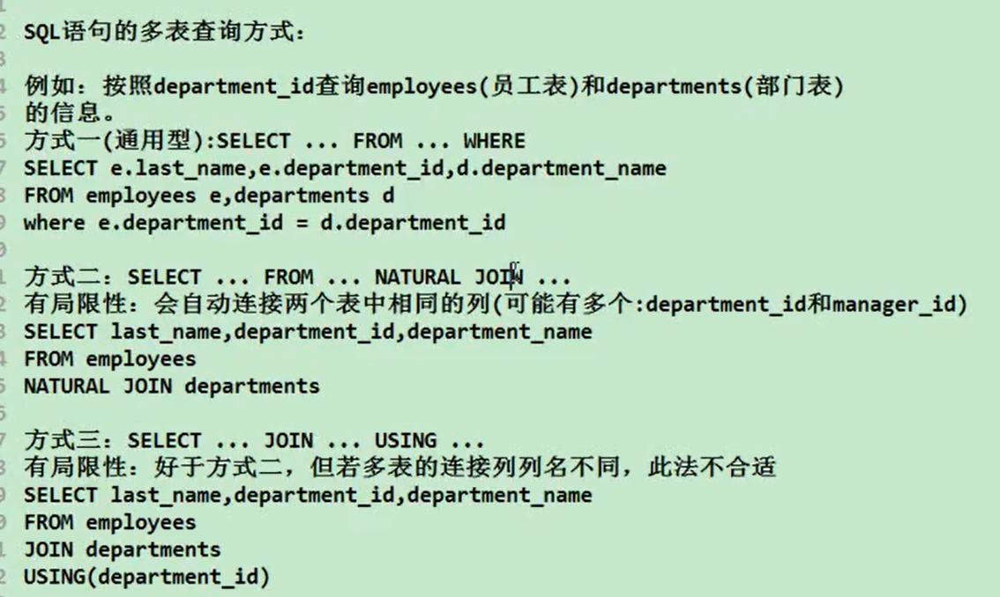 SQL语句的多表查询方式：
例如：按照department_id查询employees(员工表)和departments(部门表)
的信息。
方式一(通用型):SELECT ... FROM ... WHERE
SELECT e.last_name,e.department_id,d.department_name
FROM employees e,departments d
where e.department_id = d.department_id
方式二：SELECT ... FROM ... NATURAL JOIN ...
有局限性：会自动连接两个表中相同的列(可能有多个:department_id和manager_id)
SELECT last_name,department_id,department_name
FROM employees
NATURAL JOIN departments
方式三：SELECT ... JOIN ... USING ...
有局限性：好于方式二，但若多表的连接列列名不同，此法不合适
SELECT last_name,department_id,department_name
FROM employees
JOIN departments
USING(department_id)